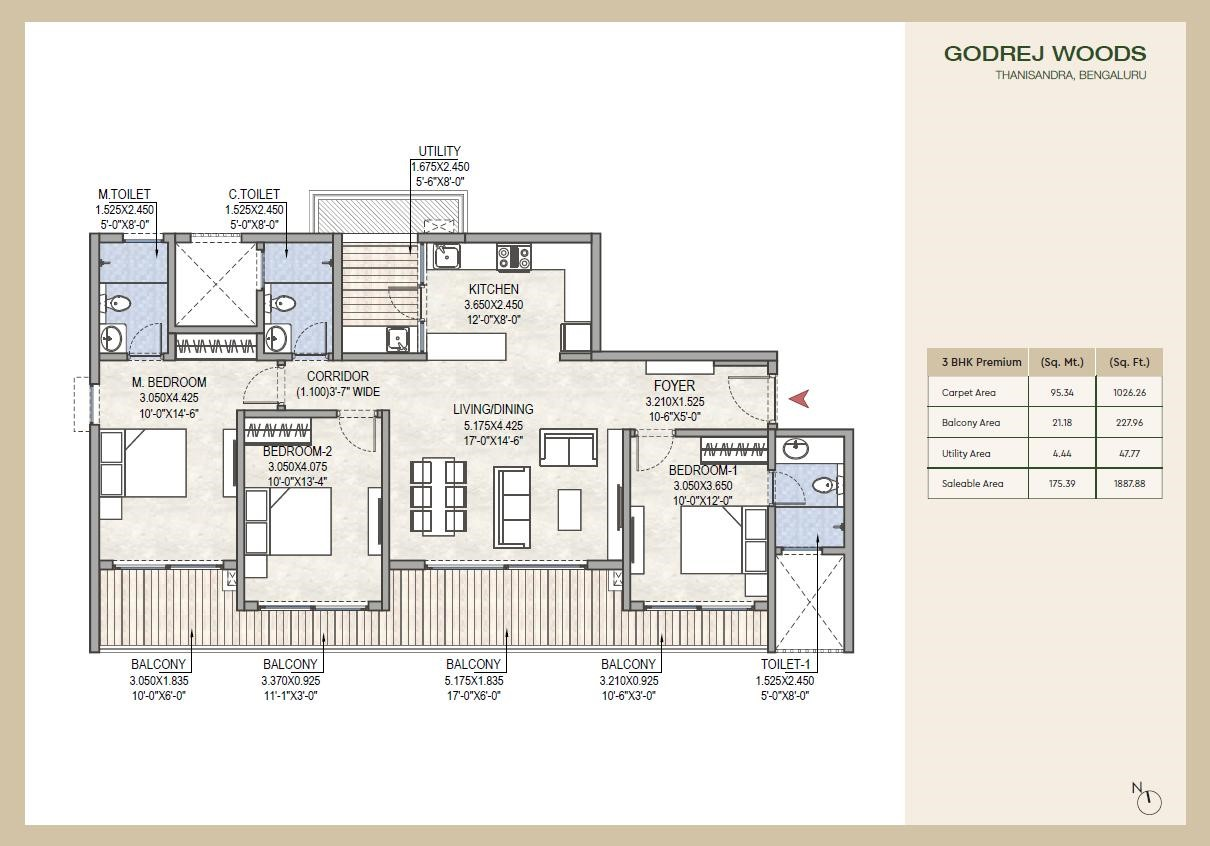 GODREJ WOODS
THANISANDRA, BENGALURU
UTILITY
1.675X2.450
5'-6"X8'-0"
M.TOILET
1.525X2.450
5'-0"X8'-0"
C.TOILET
1.525X2.450
5'-0"X8'-0"
KITCHEN
3.650X2.450
12'-0"X8'-0"
M. BEDROOM
3.050X4.425
10'-0"X14'-6"
CORRIDOR
(1.100)3'-7" WIDE
FOYER
3.210X1.525
10-6"X5'-0"
LIVING/DINING
5.175X4.425
17'-0"X14'-6"
BEDROOM-2
3.050X4.075
10'-0"X13'-4"
BEDROOM-1
3.050X3.650
10'-0"X12'-0"
BALCONY
3.050X1.835
10'-0"X6'-0"
BALCONY
3.370X0.925
11'-1"X3'-0"
BALCONY
5.175X1.835
17'-0"X6'-0"
BALCONY
3.210X0.925
10'-6"X3'-0"
TOILET-1
1.525X2.450
5'-0"X8'-0"
3 BHK Premium (Sq. Mt.) (Sq. Ft.)
Carpet Area 95.34 1026.26
Balcony Area 21.18 227.96
Utility Area 4.44 47.77
Saleable Area 175.39 1887.88
N